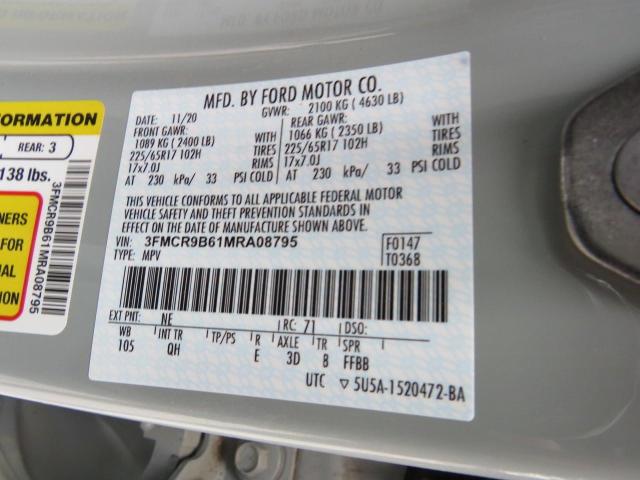 MFD. BY FORD MOTOR CO.
DATE: 11/20 GVWR: 2100 KG ( 4630 LB)
FRONT GAWR: REAR GAWR:
1089 KG ( 2400 LB) WITH 1066 KG ( 2350 LB) WITH
225/65R17 102H TIRES 225/65R17 102H TIRES
17x7.0J RIMS 17x7.0J RIMS
AT 230 kPa/ 33 PSI COLD AT 230 kPa/ 33 PSI COLD
THIS VEHICLE CONFORMS TO ALL APPLICABLE FEDERAL MOTOR
VEHICLE SAFETY AND THEFT PREVENTION STANDARDS IN EFFECT
ON THE DATE OF MANUFACTURE SHOWN ABOVE.
VIN: 3FMCR9B61MRA08795 F0147
TYPE: MPV T0368
EXT PNT: NE RC: 71 DSO:
WB INT TR TP/PS R AXLE TR SPR
105 QH E 3D 8 FFBB
UTC ▽ 5U5A-1520472-BA
FORMATION
REAR: 3
138 lbs.
NERS
FOR
NAL
N
3FMCR9B61MRA08795